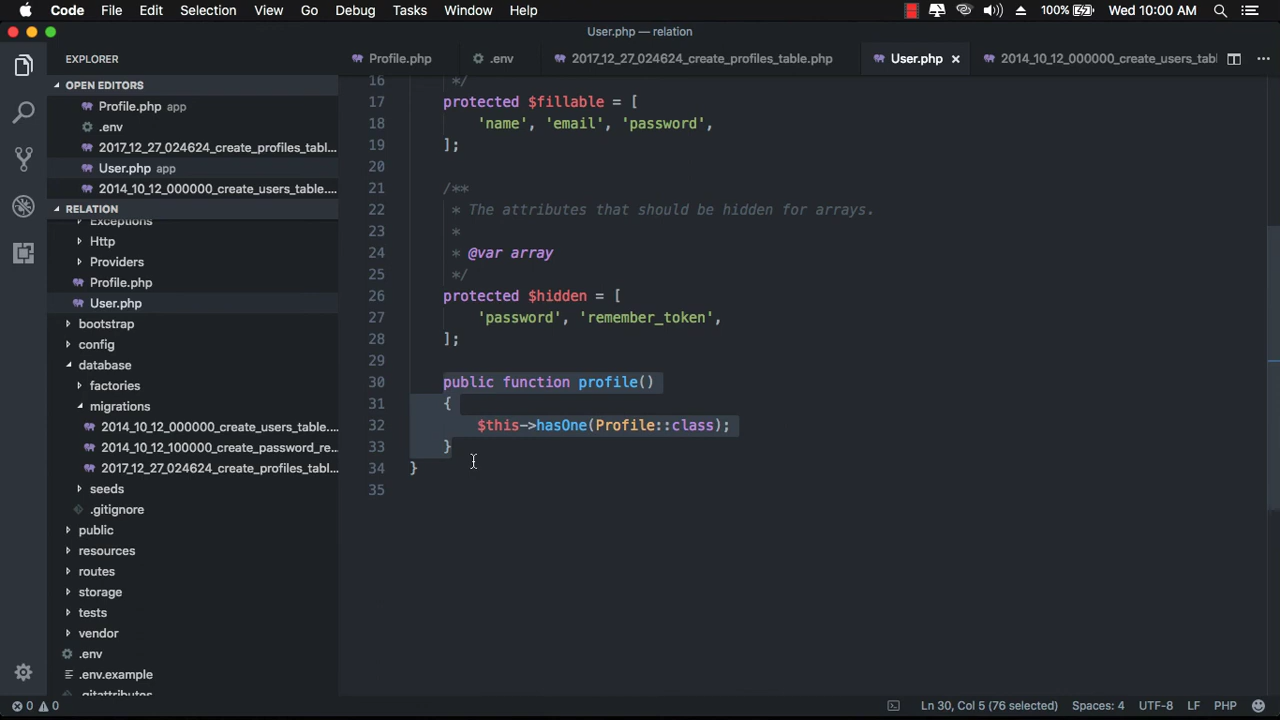 Code File Edit Selection View Go Debug Tasks Window Help 100% Wed 10:00 AM
User.php — relation
EXPLORER
Profile.php .env 2017_12_27_024624_create_profiles_table.php User.php × 2014_10_12_000000_create_users_tabl
OPEN EDITORS
Profile.php app
.env
2017_12_27_024624_create_profiles_tabl...
User.php app
2014_10_12_000000_create_users_table....
RELATION
Exceptions
Http
Providers
Profile.php
User.php
bootstrap
config
database
factories
migrations
2014_10_12_000000_create_users_table....
2014_10_12_100000_create_password_re...
2017_12_27_024624_create_profiles_tabl...
seeds
.gitignore
public
resources
routes
storage
tests
vendor
.env
.env.example
.gitattributes
16 */
17 protected $fillable = [
18 'name', 'email', 'password',
19 ];
20
21 /**
22 * The attributes that should be hidden for arrays.
23 *
24 * @var array
25 */
26 protected $hidden = [
27 'password', 'remember_token',
28 ];
29
30 public function profile()
31 {
32 $this->hasOne(Profile::class);
33 }
34 }
35
0 0 Ln 30, Col 5 (76 selected) Spaces: 4 UTF-8 LF PHP